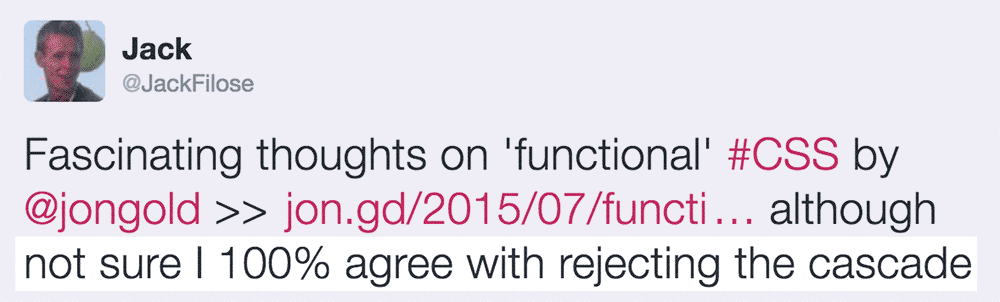 Jack
@JackFilose
Fascinating thoughts on 'functional' #CSS by
@jongold >> jon.gd/2015/07/functi… although
not sure I 100% agree with rejecting the cascade